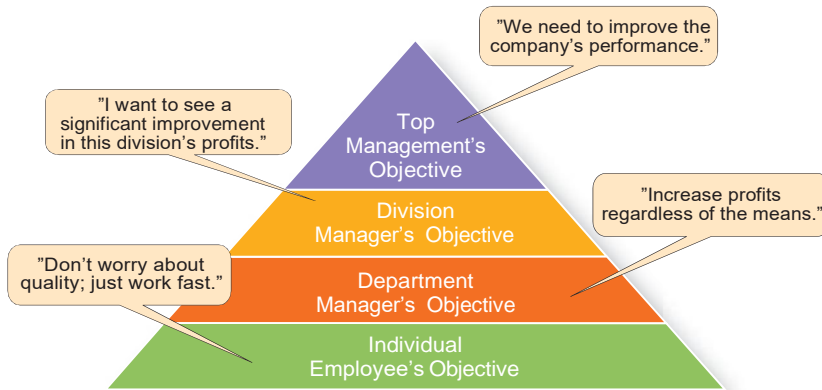 ”We need to improve the
company’s performance.”
”I want to see a
significant improvement
in this division’s profits.”
Top
Management’s
Objective
”Increase profits
regardless of the means.”
Division
Manager’s Objective
”Don’t worry about
quality; just work fast.”
Department
Manager’s Objective
Individual
Employee’s Objective